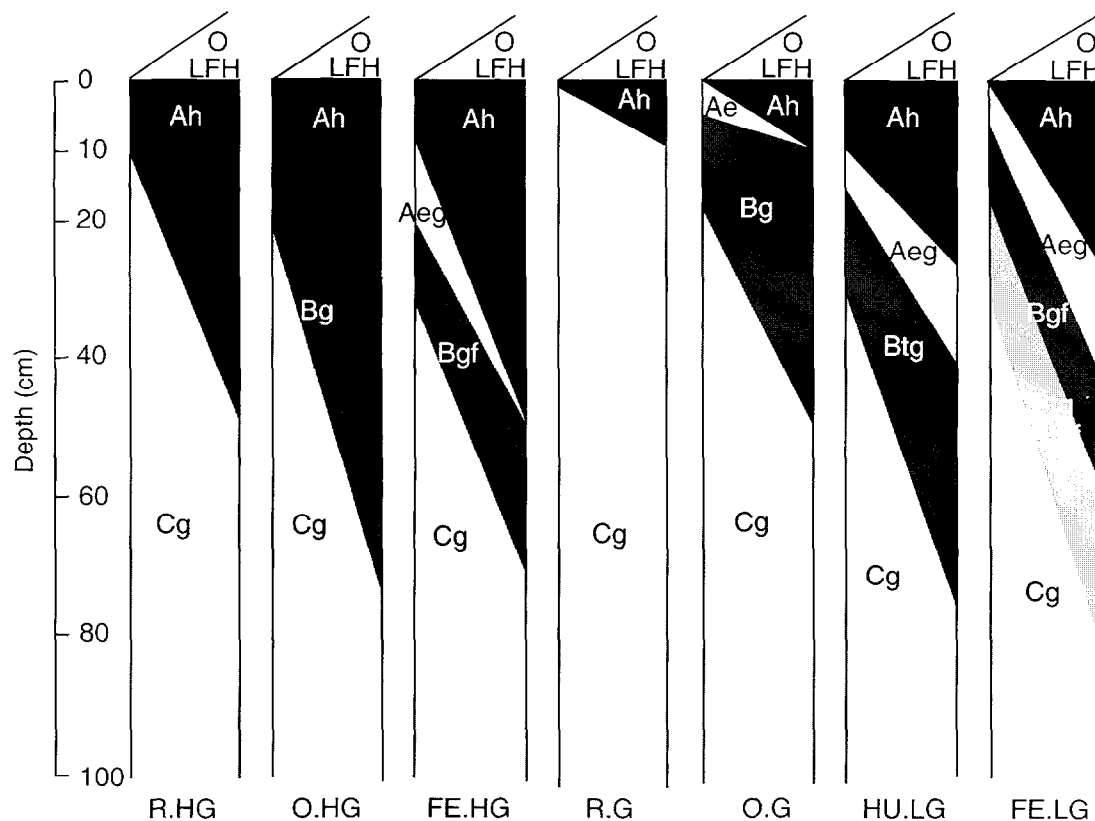 O O O O O O O
LFH LFH LFH LFH LFH LFH LFH
0
Ah Ah Ah Ah Ae Ah Ah Ah
10
Aeg Bg
20
Aeg Aeg
Bg Bgf
Bgf Btg
40
Depth (cm)
60
Cg Cg Cg Cg Cg
Cg Cg
80
100
R.HG O.HG FE.HG R.G O.G HU.LG FE.LG